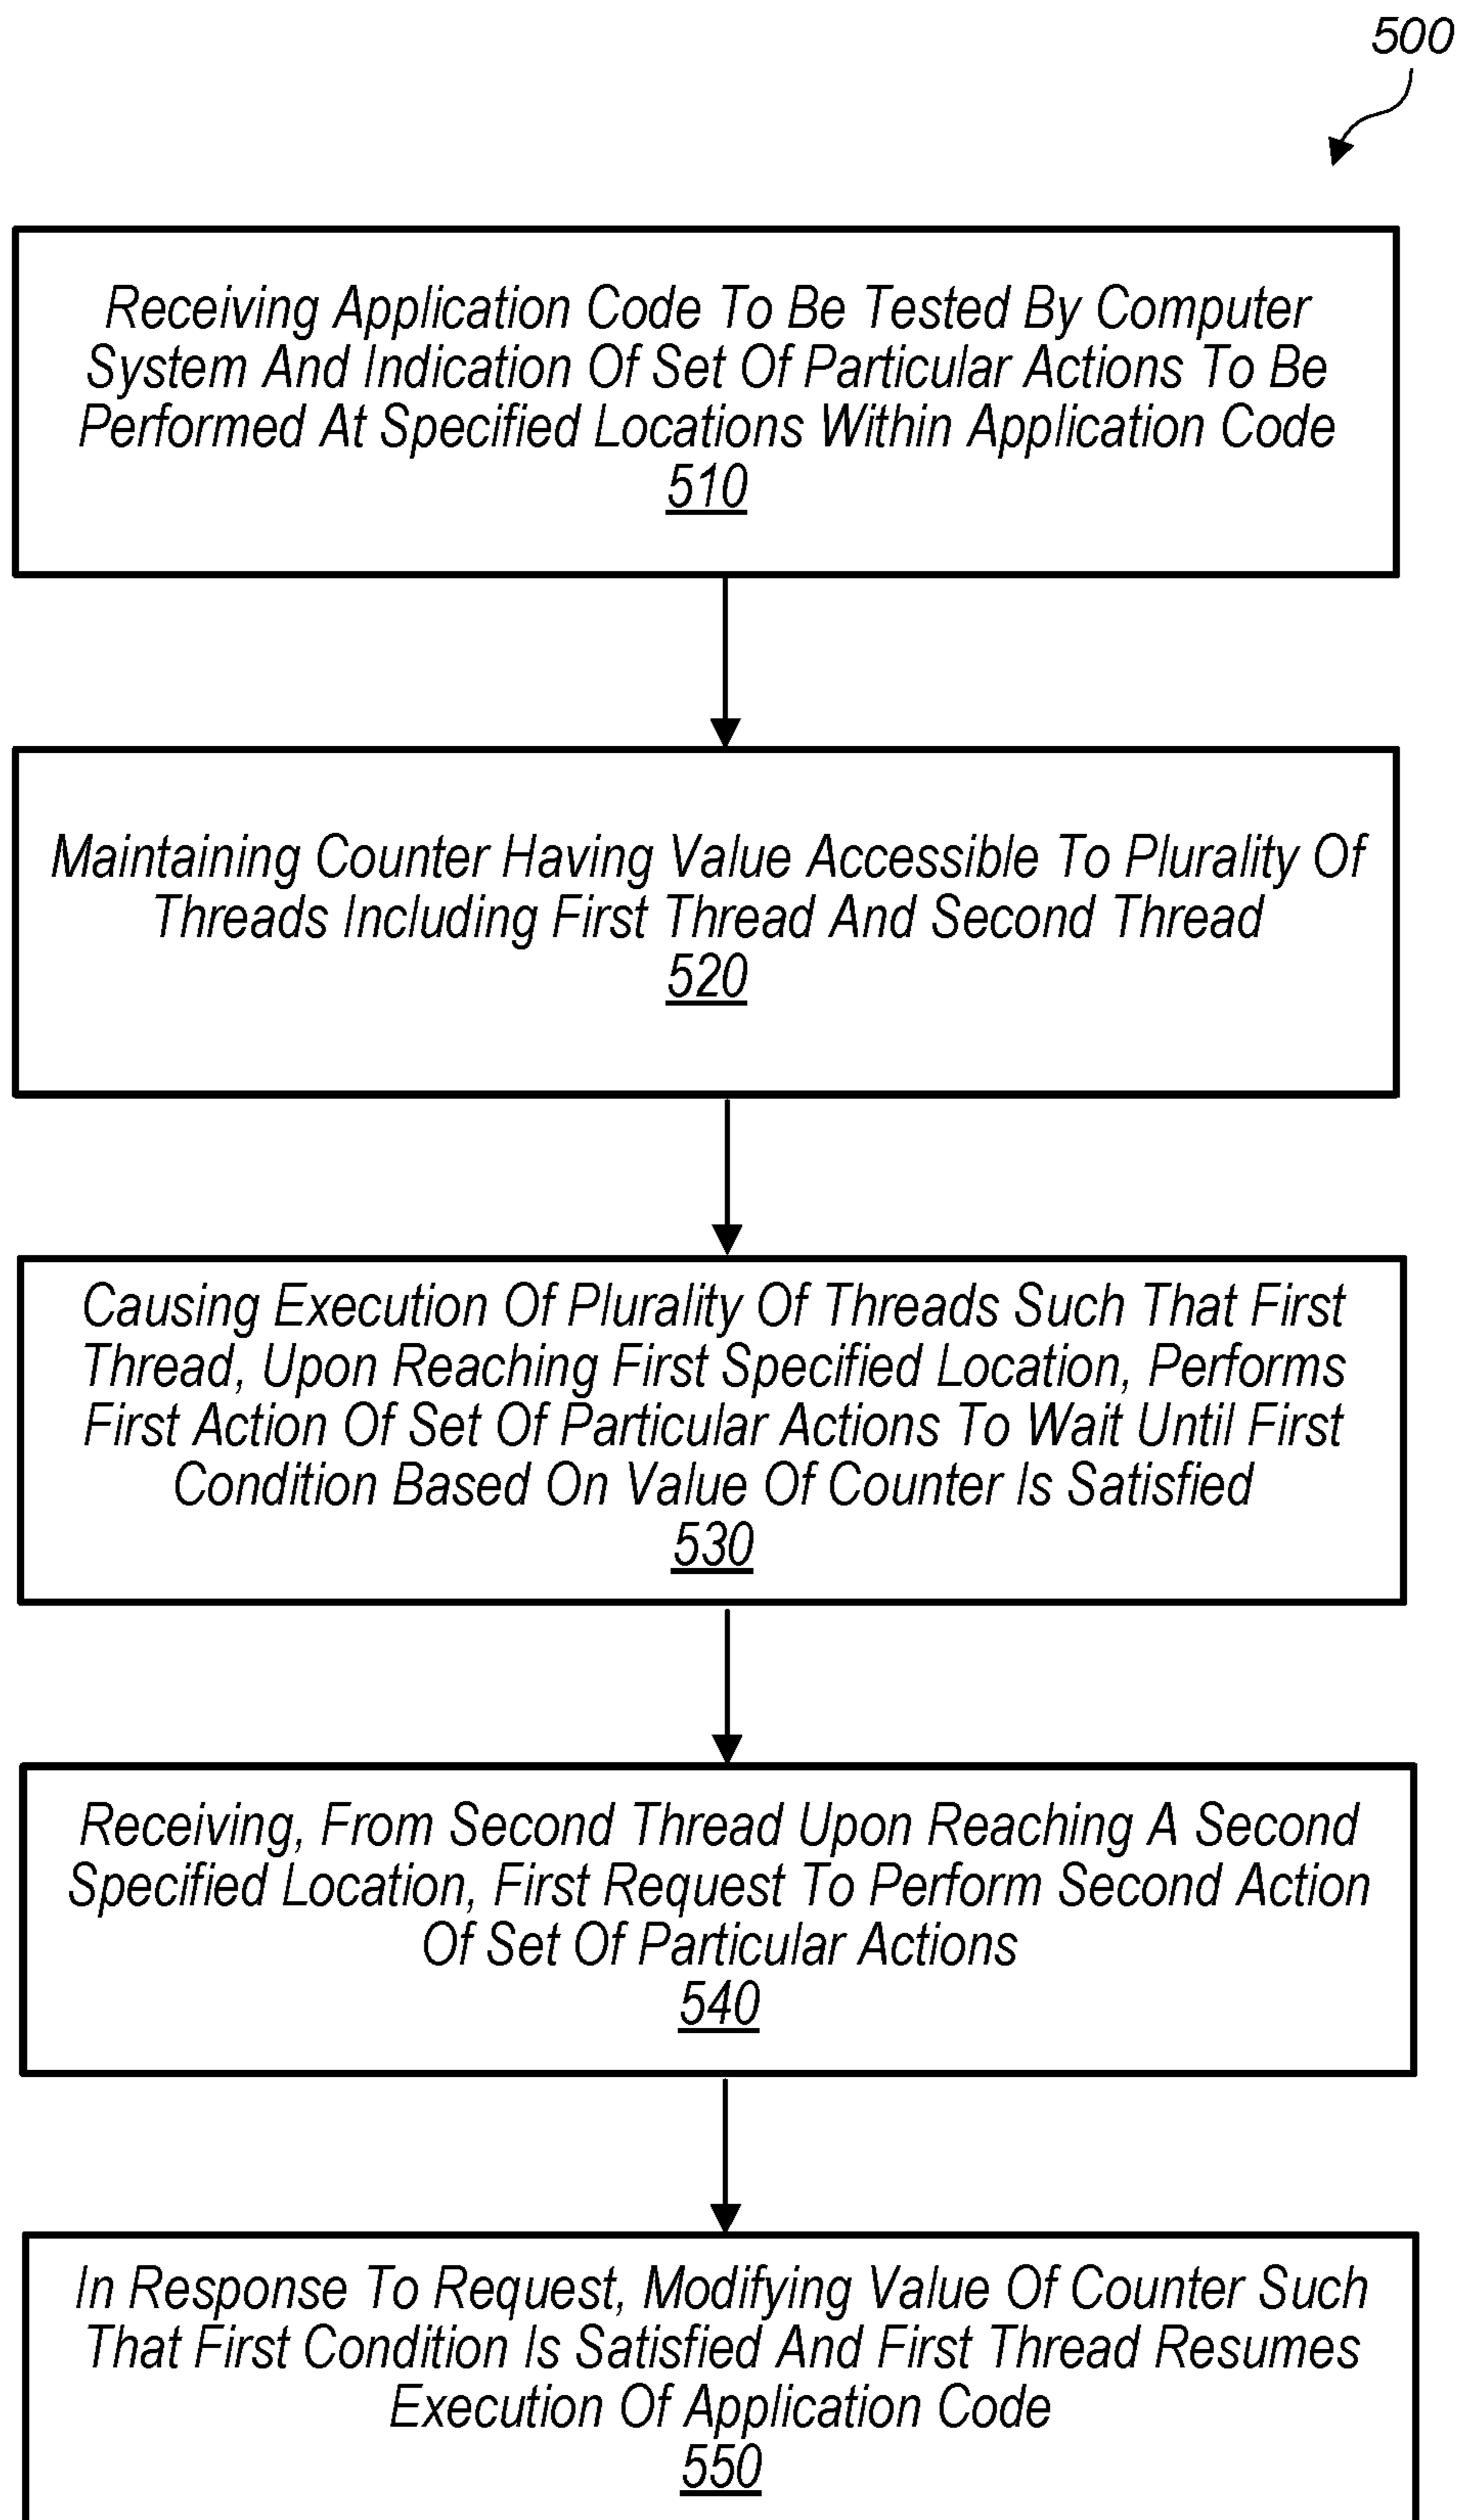 500
Receiving Application Code To Be Tested By Computer
System And Indication Of Set Of Particular Actions To Be
Performed At Specified Locations Within Application Code
510
Maintaining Counter Having Value Accessible To Plurality Of
Threads Including First Thread And Second Thread
520
Causing Execution Of Plurality Of Threads Such That First
Thread, Upon Reaching First Specified Location, Performs
First Action Of Set Of Particular Actions To Wait Until First
Condition Based On Value Of Counter Is Satisfied
530
Receiving, From Second Thread Upon Reaching A Second
Specified Location, First Request To Perform Second Action
Of Set Of Particular Actions
540
In Response To Request, Modifying Value Of Counter Such
That First Condition Is Satisfied And First Thread Resumes
Execution Of Application Code
550